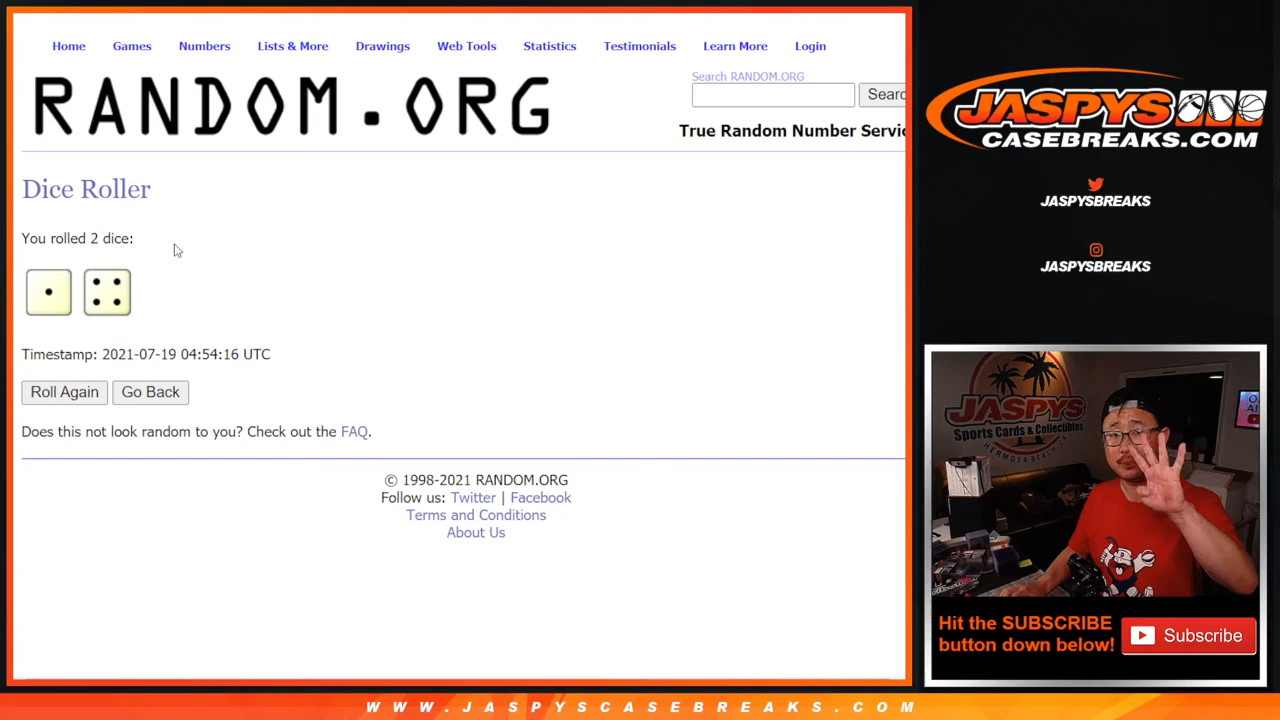 Home Games Numbers Lists & More Drawings Web Tools Statistics Testimonials Learn More Login
RANDOM.ORG
Search RANDOM.ORG
True Random Number
Dice Roller
You rolled 2 dice:
Timestamp: 2021-07-19 04:54:16 UTC
Roll Again Go Back
Does this not look random to you? Check out the FAQ.
© 1998-2021 RANDOM.ORG
Follow us: Twitter | Facebook
Terms and Conditions
About Us
JASPYS
CASEBREAKS.COM
JASPYSBREAKS
JASPYSBREAKS
JASPYS
Sports Cards & Collectibles
HERMOSA BEACH, CA
Hit the SUBSCRIBE
button down below!
Subscribe
WWW.JASPYSCASEBREAKS.COM